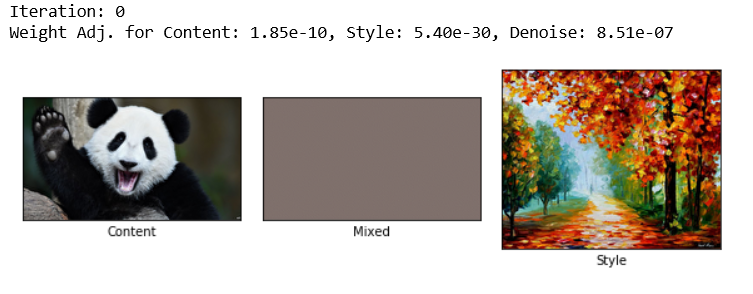 Iteration: 0
Weight Adj. for Content: 1.85e-10, Style: 5.40e-30, Denoise: 8.51e-07
Content
Mixed
Style